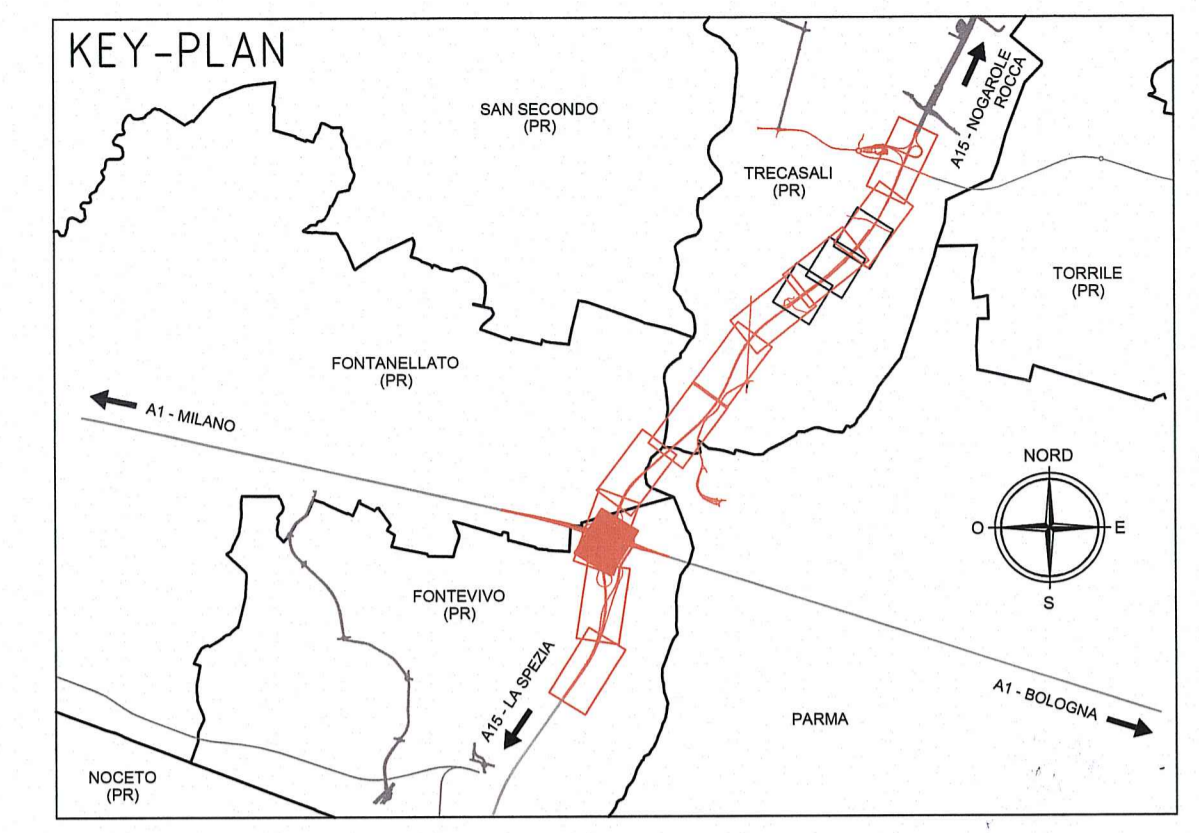 KEY-PLAN
SAN SECONDO
(PR)
A15 - NOGAROLE
ROCCA
TRECASALI
(PR)
TORRILE
(PR)
FONTANELLATO
(PR)
A1 - MILANO
NORD
O
E
S
FONTEVIVO
(PR)
A15 - LA SPEZIA
A1 - BOLOGNA
PARMA
NOCETO
(PR)